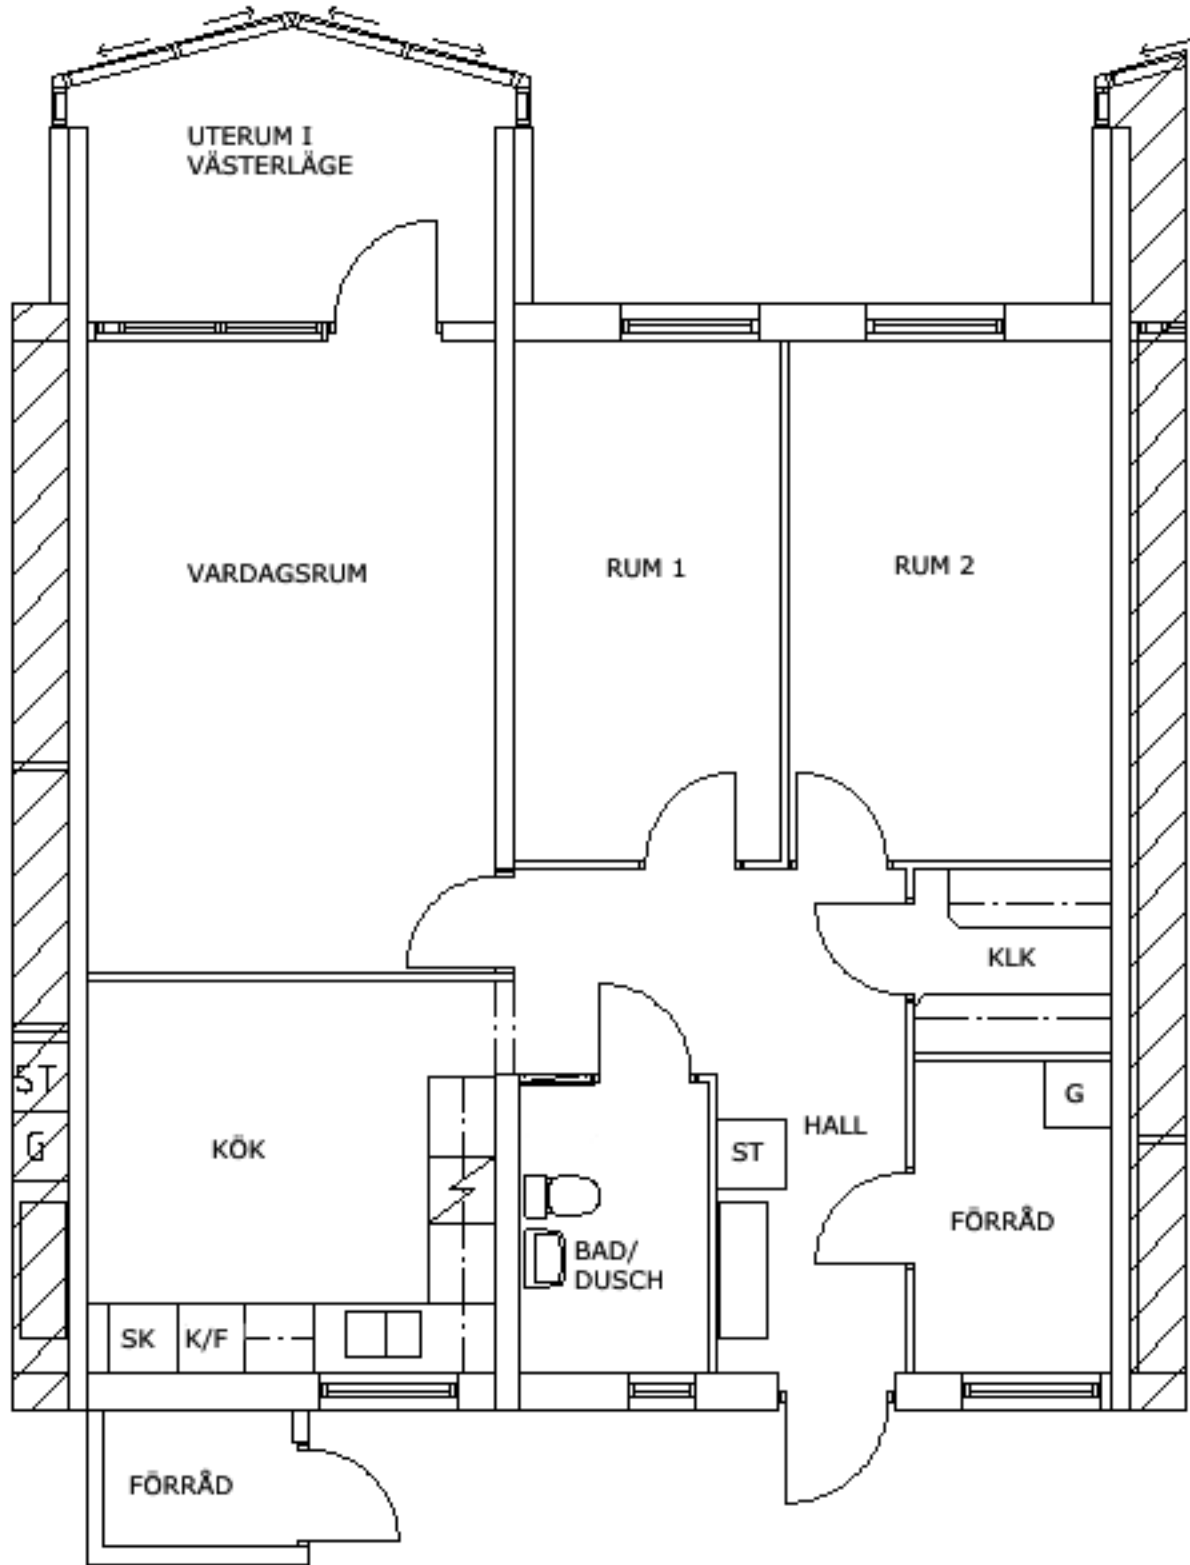 UTERUM I
VÄSTERLÄGE
VARDAGSRUM
RUM 1
RUM 2
KLK
ST
G
KÖK
HALL
ST
G
FÖRRÅD
BAD/
DUSCH
SK
K/F
FÖRRÅD